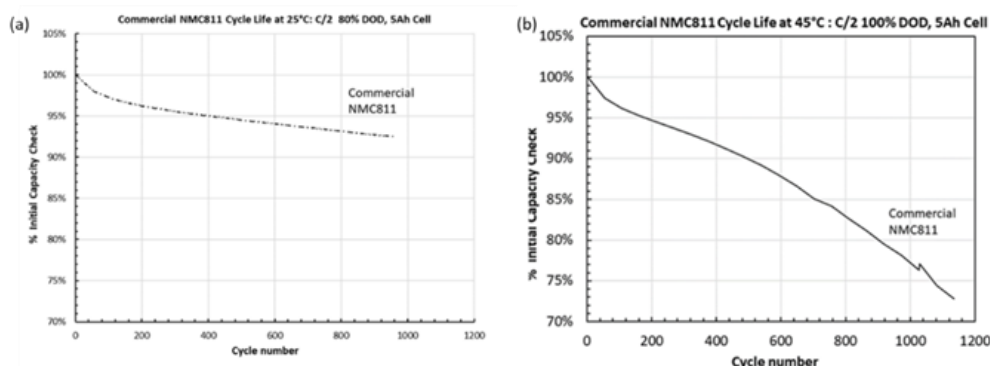 (a)
Commercial NMC811 Cycle Life at 25°C: C/2 80% DOD, 5Ah Cell
105%
100%
95%
90%
85%
80%
75%
70%
% Initial Capacity Check
Commercial
NMC811
0
200
400
600
800
1000
1200
Cycle number
(b)
Commercial NMC811 Cycle Life at 45°C : C/2 100% DOD, 5Ah Cell
105%
100%
95%
90%
85%
80%
75%
70%
% Initial Capacity Check
Commercial
NMC811
0
200
400
600
800
1000
1200
Cycle number